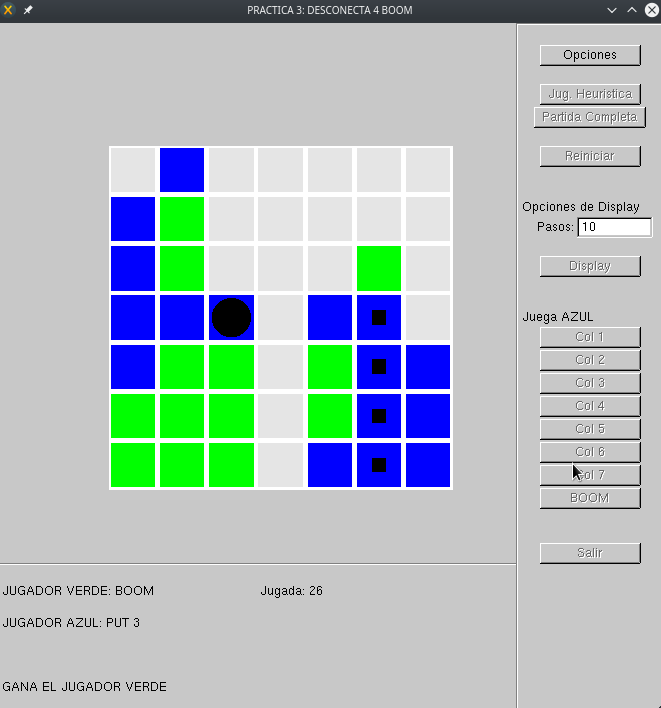 PRACTICA 3: DESCONECTA 4 BOOM
Opciones
Jug. Heuristica
Partida Completa
Reiniciar
Opciones de Display
Pasos: 10
Display
Juega AZUL
Col 1
Col 2
Col 3
Col 4
Col 5
Col 6
Col 7
BOOM
Salir
JUGADOR VERDE: BOOM Jugada: 26
JUGADOR AZUL: PUT 3
GANA EL JUGADOR VERDE